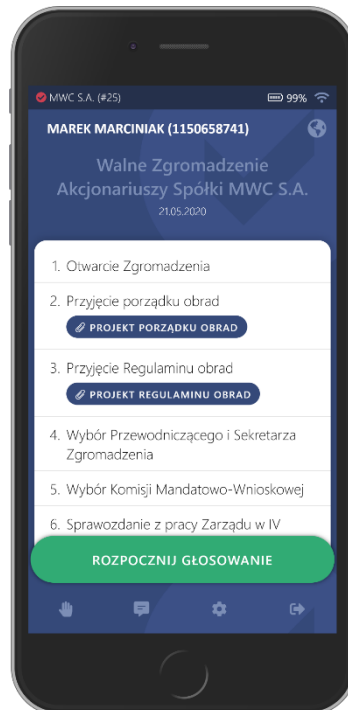 MWC S.A. (#25) 99%
MAREK MARCINIAK (1150658741)
Walne Zgromadzenie
Akcjonariuszy Spółki MWC S.A.
21.05.2020
1. Otwarcie Zgromadzenia
2. Przyjęcie porządku obrad
PROJEKT PORZĄDKU OBRAD
3. Przyjęcie Regulaminu obrad
PROJEKT REGULAMINU OBRAD
4. Wybór Przewodniczącego i Sekretarza
Zgromadzenia
5. Wybór Komisji Mandatowo-Wnioskowej
6. Sprawozdanie z pracy Zarządu w IV
ROZPOCZNIJ GŁOSOWANIE